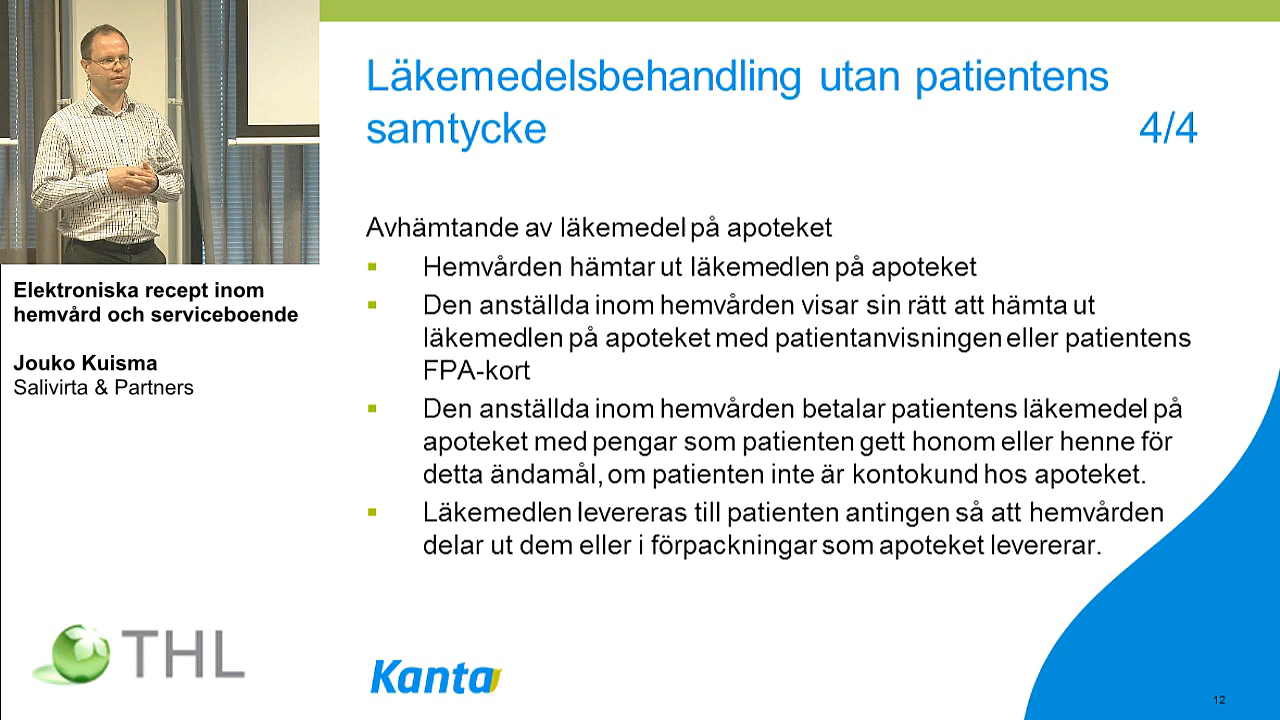 Läkemedelsbehandling utan patientens
samtycke 4/4
Avhämtande av läkemedel på apoteket
▪ Hemvården hämtar ut läkemedlen på apoteket
▪ Den anställda inom hemvården visar sin rätt att hämta ut
läkemedlen på apoteket med patientanvisningen eller patientens
FPA-kort
▪ Den anställda inom hemvården betalar patientens läkemedel på
apoteket med pengar som patienten gett honom eller henne för
detta ändamål, om patienten inte är kontokund hos apoteket.
▪ Läkemedlen levereras till patienten antingen så att hemvården
delar ut dem eller i förpackningar som apoteket levererar.
Elektroniska recept inom
hemvård och serviceboende
Jouko Kuisma
Salivirta & Partners
THL
Kanta
12